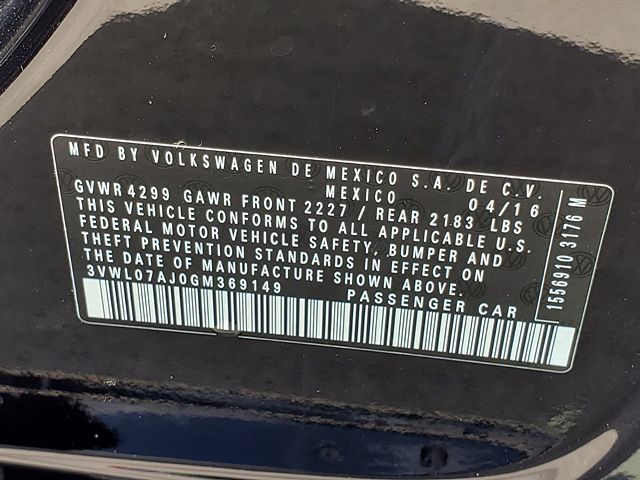 MFD BY VOLKSWAGEN DE MEXICO S.A. DE C.V.
MEXICO 04/16
GVWR 4299 GAWR FRONT 2227 / REAR 2183 LBS
THIS VEHICLE CONFORMS TO ALL APPLICABLE U.S.
FEDERAL MOTOR VEHICLE SAFETY, BUMPER AND
THEFT PREVENTION STANDARDS IN EFFECT ON
THE DATE OF MANUFACTURE SHOWN ABOVE.
3VWL07AJ0GM369149 PASSENGER CAR
1556910 3176 M